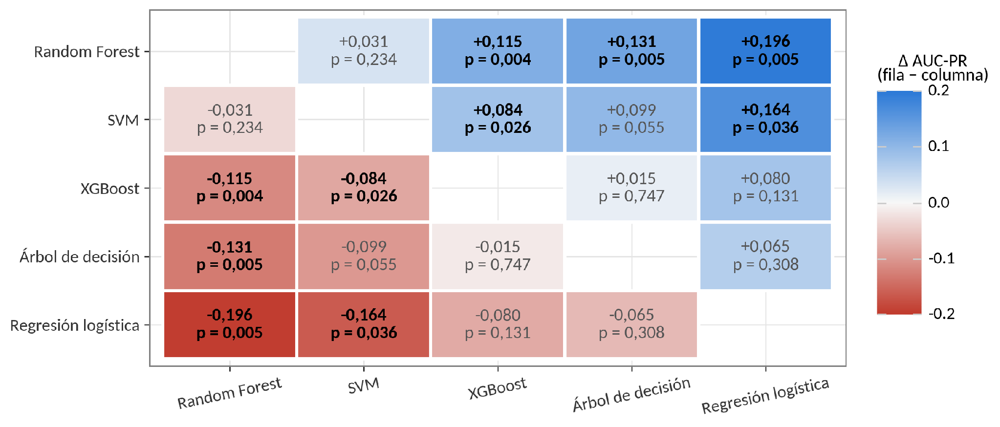 Random Forest
+0,031
p = 0,234
+0,115
p = 0,004
+0,131
p = 0,005
+0,196
p = 0,005
SVM
-0,031
p = 0,234
+0,084
p = 0,026
+0,099
p = 0,055
+0,164
p = 0,036
XGBoost
-0,115
p = 0,004
-0,084
p = 0,026
+0,015
p = 0,747
+0,080
p = 0,131
Árbol de decisión
-0,131
p = 0,005
-0,099
p = 0,055
-0,015
p = 0,747
+0,065
p = 0,308
Regresión logística
-0,196
p = 0,005
-0,164
p = 0,036
-0,080
p = 0,131
-0,065
p = 0,308
Random Forest
SVM
XGBoost
Árbol de decisión
Regresión logística
Δ AUC-PR
(fila − columna)
0.2
0.1
0.0
-0.1
-0.2